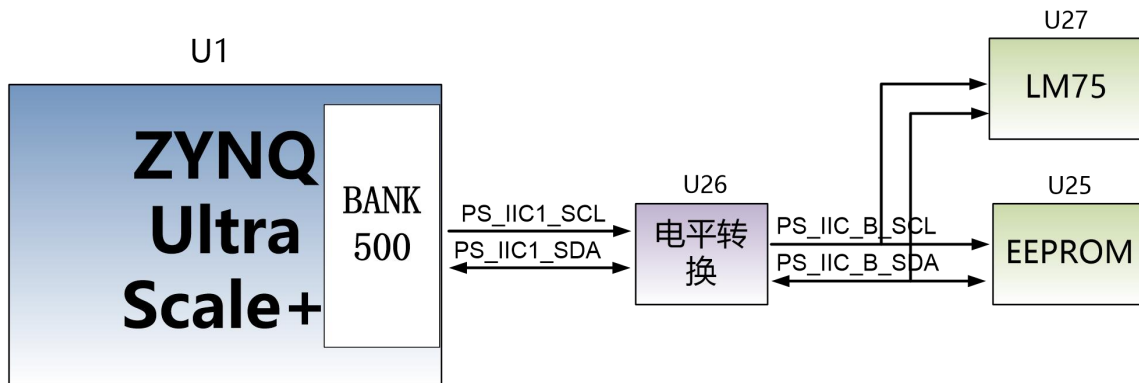 U1
ZYNQ
Ultra
Scale+
BANK
500
PS_IIC1_SCL
PS_IIC1_SDA
U26
电平转
换
PS_IIC_B_SCL
PS_IIC_B_SDA
U27
LM75
U25
EEPROM